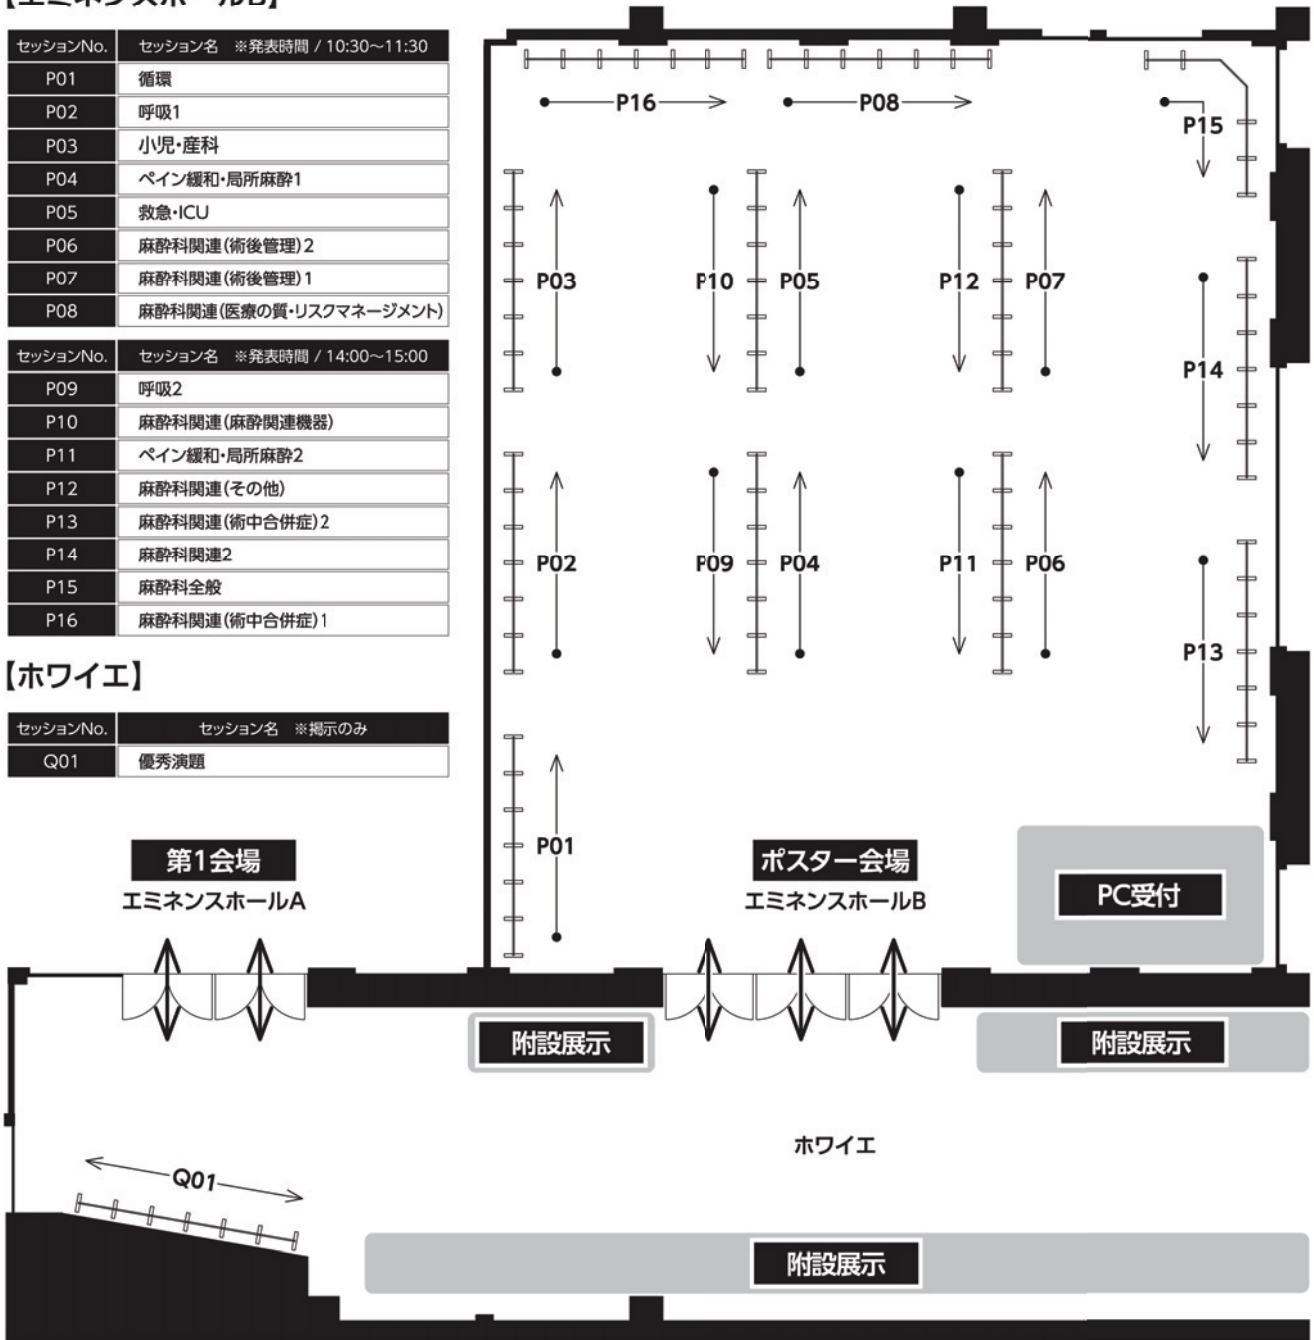 【エミネンスホールB】
セッションNo. セッション名 ※発表時間 / 10:30～11:30
P01 循環
P02 呼吸1
P03 小児・産科
P04 ペイン緩和・局所麻酔1
P05 救急・ICU
P06 麻酔科関連(術後管理)2
P07 麻酔科関連(術後管理)1
P08 麻酔科関連(医療の質・リスクマネージメント)
セッションNo. セッション名 ※発表時間 / 14:00～15:00
P09 呼吸2
P10 麻酔科関連(麻酔関連機器)
P11 ペイン緩和・局所麻酔2
P12 麻酔科関連(その他)
P13 麻酔科関連(術中合併症)2
P14 麻酔科関連2
P15 麻酔科全般
P16 麻酔科関連(術中合併症)1
【ホワイエ】
セッションNo. セッション名 ※掲示のみ
Q01 優秀演題
P16 P08
P15
P03 P10 P05 P12 P07
P14
P02 P09 P04 P11 P06
P13
P01
第1会場
エミネンスホールA
ポスター会場
エミネンスホールB
PC受付
附設展示
附設展示
ホワイエ
Q01
附設展示